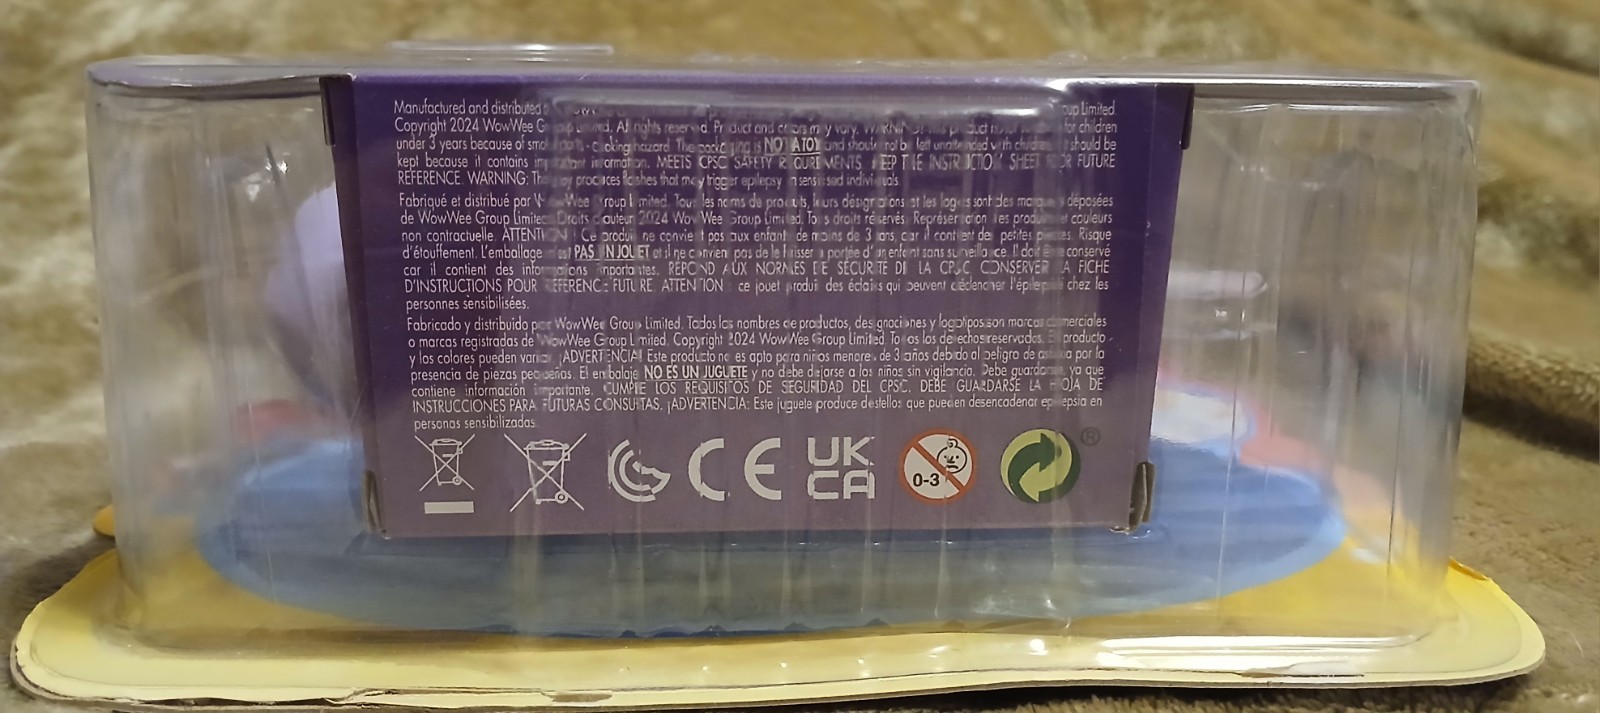 Manufactured and distributed Group Limited.
Copyright 2024 WowWee Group Limited. All rights reserved. Product and colors may vary. WARNING: This product is not suitable for children
under 3 years because of small parts - choking hazard. The packaging is NOT A TOY and should not be left unattended with children. It should be
kept because it contains important information. MEETS CPSC SAFETY REQUIREMENTS. KEEP THE INSTRUCTION SHEET FOR FUTURE
REFERENCE. WARNING: This toy produces flashes that may trigger epilepsy in sensitised individuals.
Fabriqué et distribué par WowWee Group Limited. Tous les noms de produits, leurs désignations et les logos sont des marques déposées
de WowWee Group Limited. Droits d'auteur 2024 WowWee Group Limited. Tous droits réservés. Représentation des produits et couleurs
non contractuelle. ATTENTION ! Ce produit ne convient pas aux enfants de moins de 3 ans, car il contient des petites pièces. Risque
d'étouffement. L'emballage n'est PAS UN JOUET et il ne convient pas de le laisser à portée d'un enfant sans surveillance. Il doit être conservé
car il contient des informations importantes. RÉPOND AUX NORMES DE SÉCURITÉ DE LA CPSC. CONSERVER LA FICHE
D'INSTRUCTIONS POUR RÉFÉRENCE FUTURE. ATTENTION : ce jouet produit des éclairs qui peuvent déclencher l'épilepsie chez les
personnes sensibilisées.
Fabricado y distribuido por WowWee Group Limited. Todos los nombres de productos, designaciones y logotipos son marcas comerciales
o marcas registradas de WowWee Group Limited. Copyright 2024 WowWee Group Limited. Todos los derechos reservados. El producto
y los colores pueden variar. ¡ADVERTENCIA! Este producto no es apto para niños menores de 3 años debido al peligro de asfixia por la
presencia de piezas pequeñas. El embalaje NO ES UN JUGUETE y no debe dejarse a los niños sin vigilancia. Debe guardarse, ya que
contiene información importante. CUMPLE LOS REQUISITOS DE SEGURIDAD DEL CPSC. DEBE GUARDARSE LA HOJA DE
INSTRUCCIONES PARA FUTURAS CONSULTAS. ¡ADVERTENCIA: Este juguete produce destellos que pueden desencadenar epilepsia en
personas sensibilizadas.
CE UK CA 0-3 ®